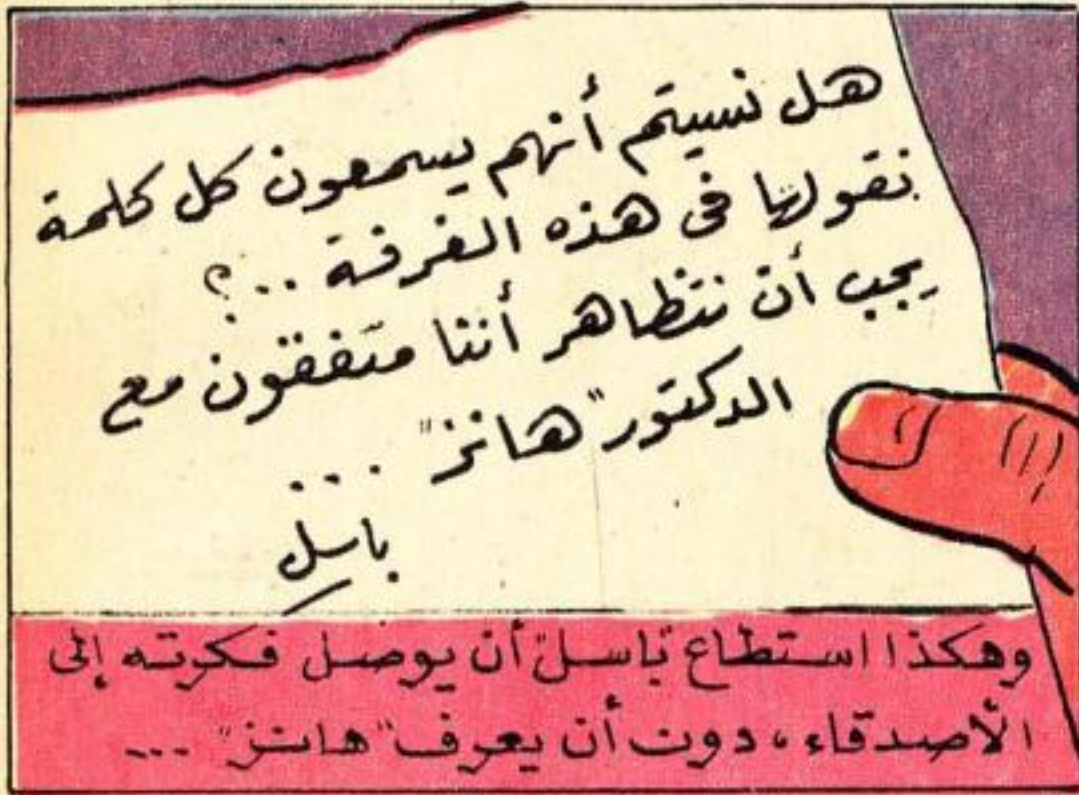 هل نسيتم أنهم يسمعون كل كلمة
نقولها فى هذه الغرفة ..؟
يجب أن نتظاهر أننا متفقون مع
الدكتور "هانز" ...
باسل
وهكذا استطاع "باسل" أن يوصل فكرته إلى
الأصدقاء، دون أن يعرف "هانز" ...